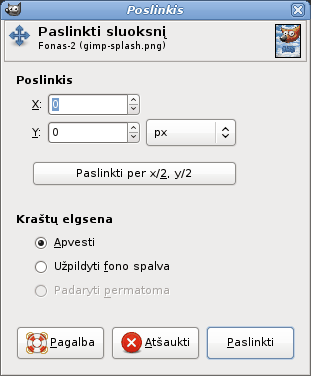 Poslinkis
Paslinkti sluoksnį
Fonas-2 (gimp-splash.png)
Poslinkis
X: 0
Y: 0 px
Paslinkti per x/2, y/2
Kraštų elgsena
Apvesti
Užpildyti fono spalva
Padaryti permatoma
Pagalba Atšaukti Paslinkti